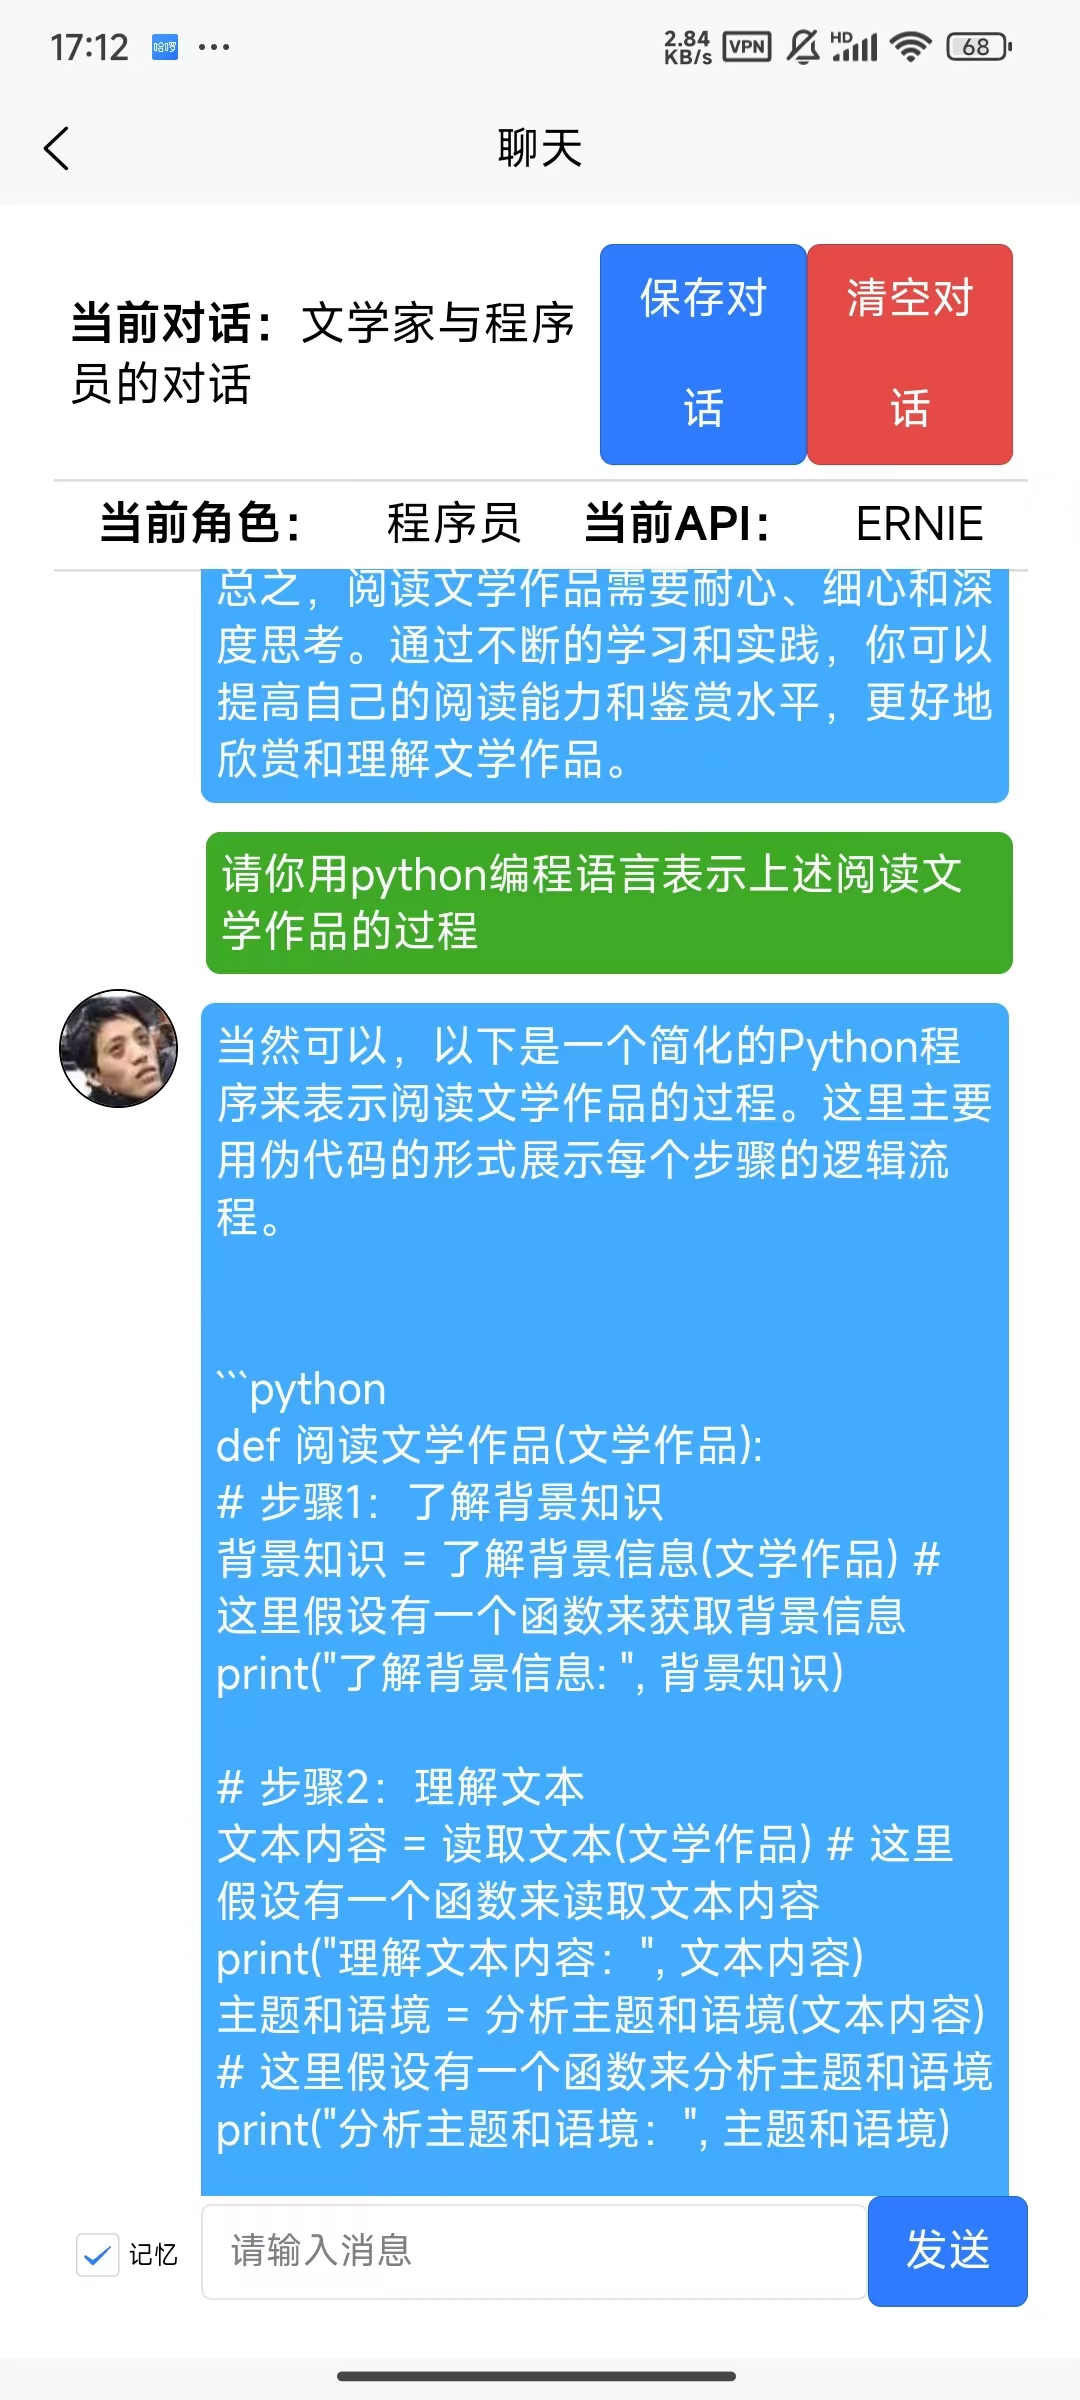 17:12 哈啰 ...
2.84 KB/s VPN HD 68
聊天
当前对话：文学家与程序
员的对话
保存对
话
清空对
话
当前角色： 程序员 当前API： ERNIE
总之，阅读文学作品需要耐心、细心和深
度思考。通过不断的学习和实践，你可以
提高自己的阅读能力和鉴赏水平，更好地
欣赏和理解文学作品。
请你用python编程语言表示上述阅读文
学作品的过程
当然可以，以下是一个简化的Python程
序来表示阅读文学作品的过程。这里主要
用伪代码的形式展示每个步骤的逻辑流
程。
```python
def 阅读文学作品(文学作品):
# 步骤1：了解背景知识
背景知识 = 了解背景信息(文学作品) #
这里假设有一个函数来获取背景信息
print("了解背景信息: ", 背景知识)
# 步骤2：理解文本
文本内容 = 读取文本(文学作品) # 这里
假设有一个函数来读取文本内容
print("理解文本内容：", 文本内容)
主题和语境 = 分析主题和语境(文本内容)
# 这里假设有一个函数来分析主题和语境
print("分析主题和语境：", 主题和语境)
记忆
请输入消息
发送